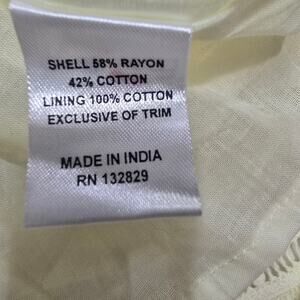 SHELL 58% RAYON
42% COTTON
LINING 100% COTTON
EXCLUSIVE OF TRIM
MADE IN INDIA
RN 132829